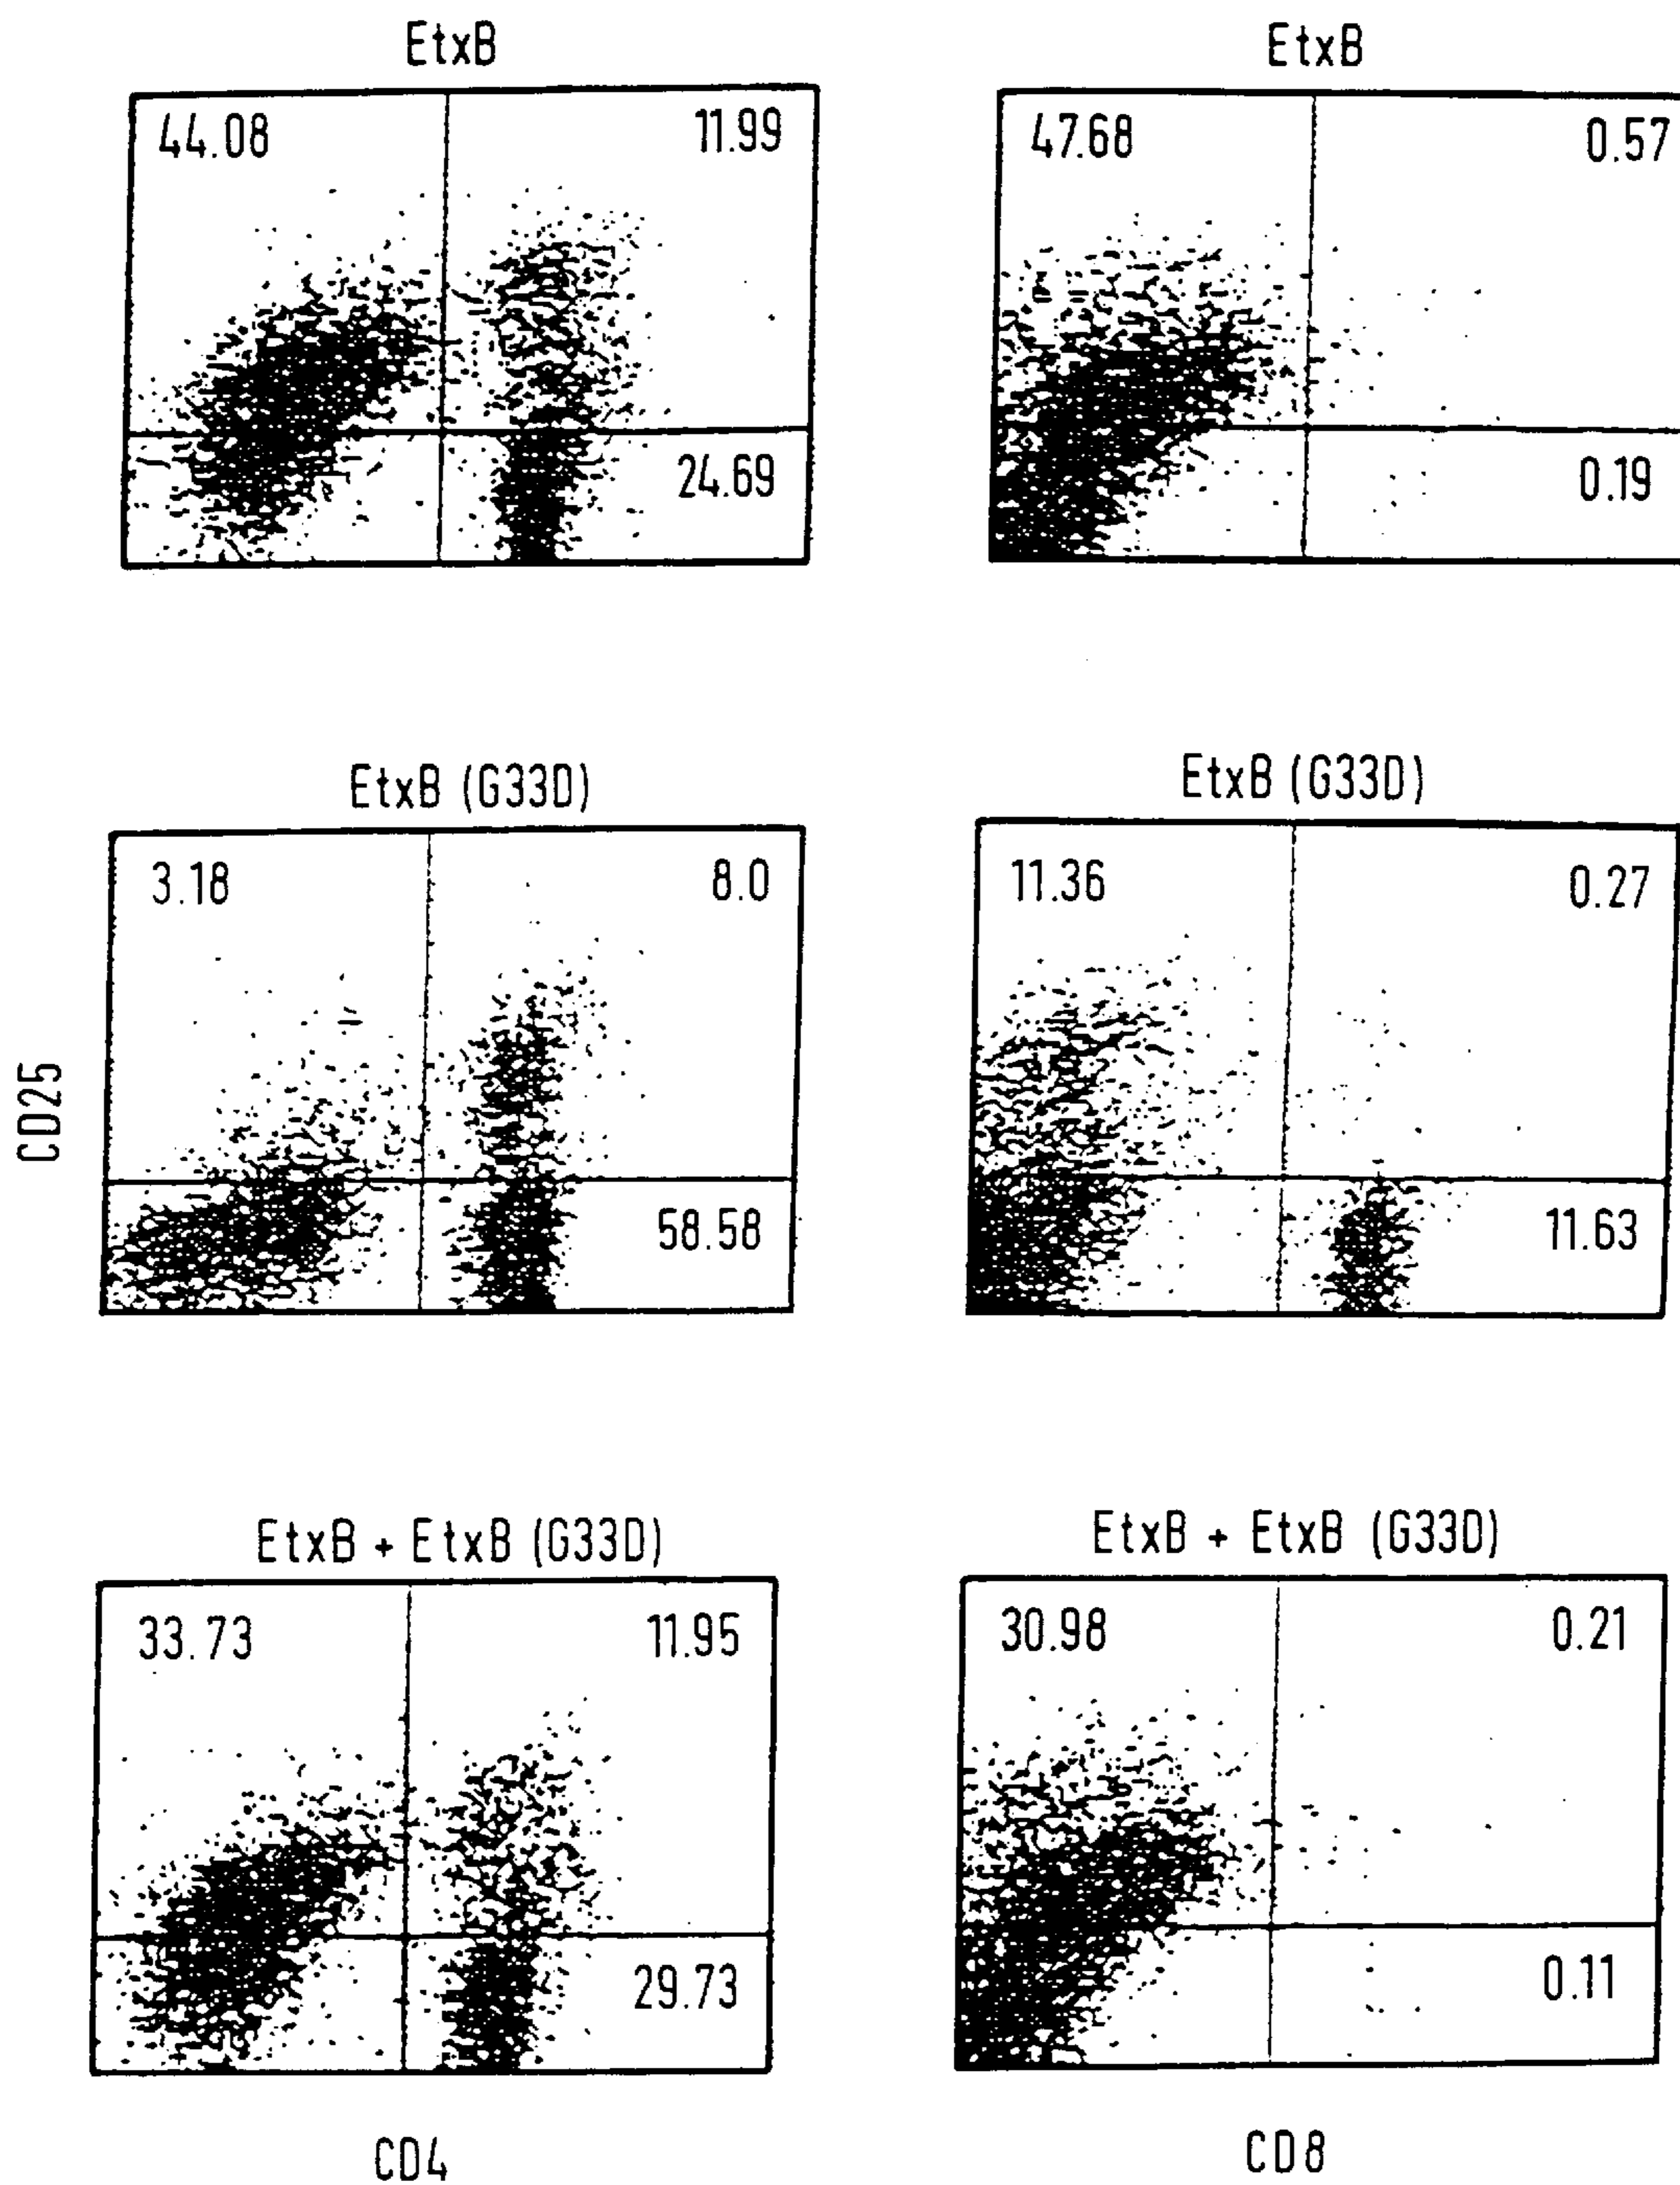 EtxB
EtxB
44.08
11.99
47.68
0.57
24.69
0.19
EtxB (G33D)
EtxB (G33D)
3.18
8.0
11.36
0.27
CD25
58.58
11.63
EtxB + EtxB (G33D)
EtxB + EtxB (G33D)
33.73
11.95
30.98
0.21
29.73
0.11
CD4
CD8